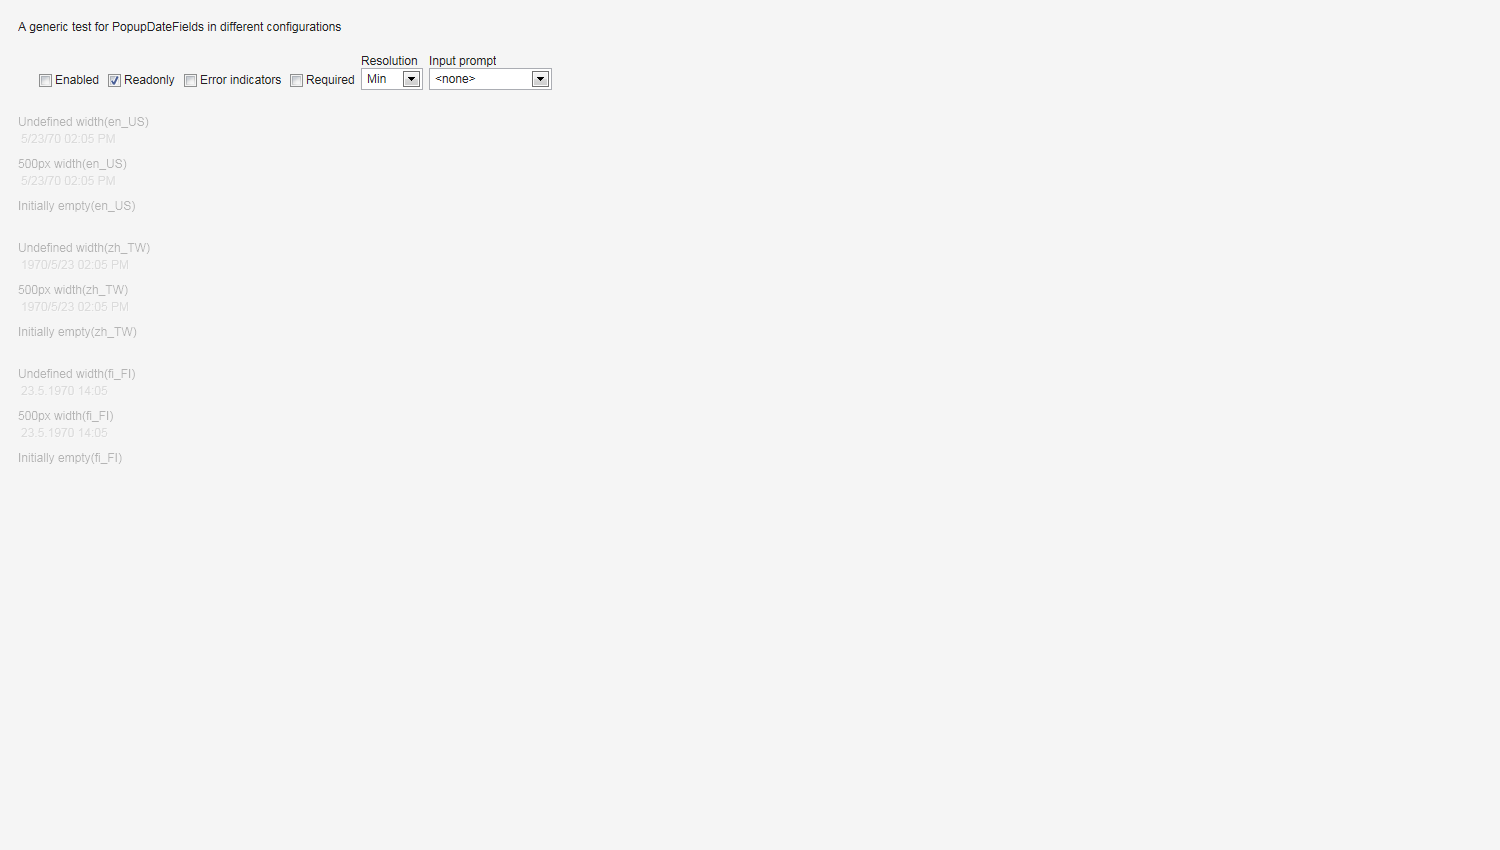 A generic test for PopupDateFields in different configurations
Resolution Input prompt
Enabled Readonly Error indicators Required Min <none>
Undefined width(en_US)
5/23/70 02:05 PM
500px width(en_US)
5/23/70 02:05 PM
Initially empty(en_US)
Undefined width(zh_TW)
1970/5/23 02:05 PM
500px width(zh_TW)
1970/5/23 02:05 PM
Initially empty(zh_TW)
Undefined width(fi_FI)
23.5.1970 14:05
500px width(fi_FI)
23.5.1970 14:05
Initially empty(fi_FI)